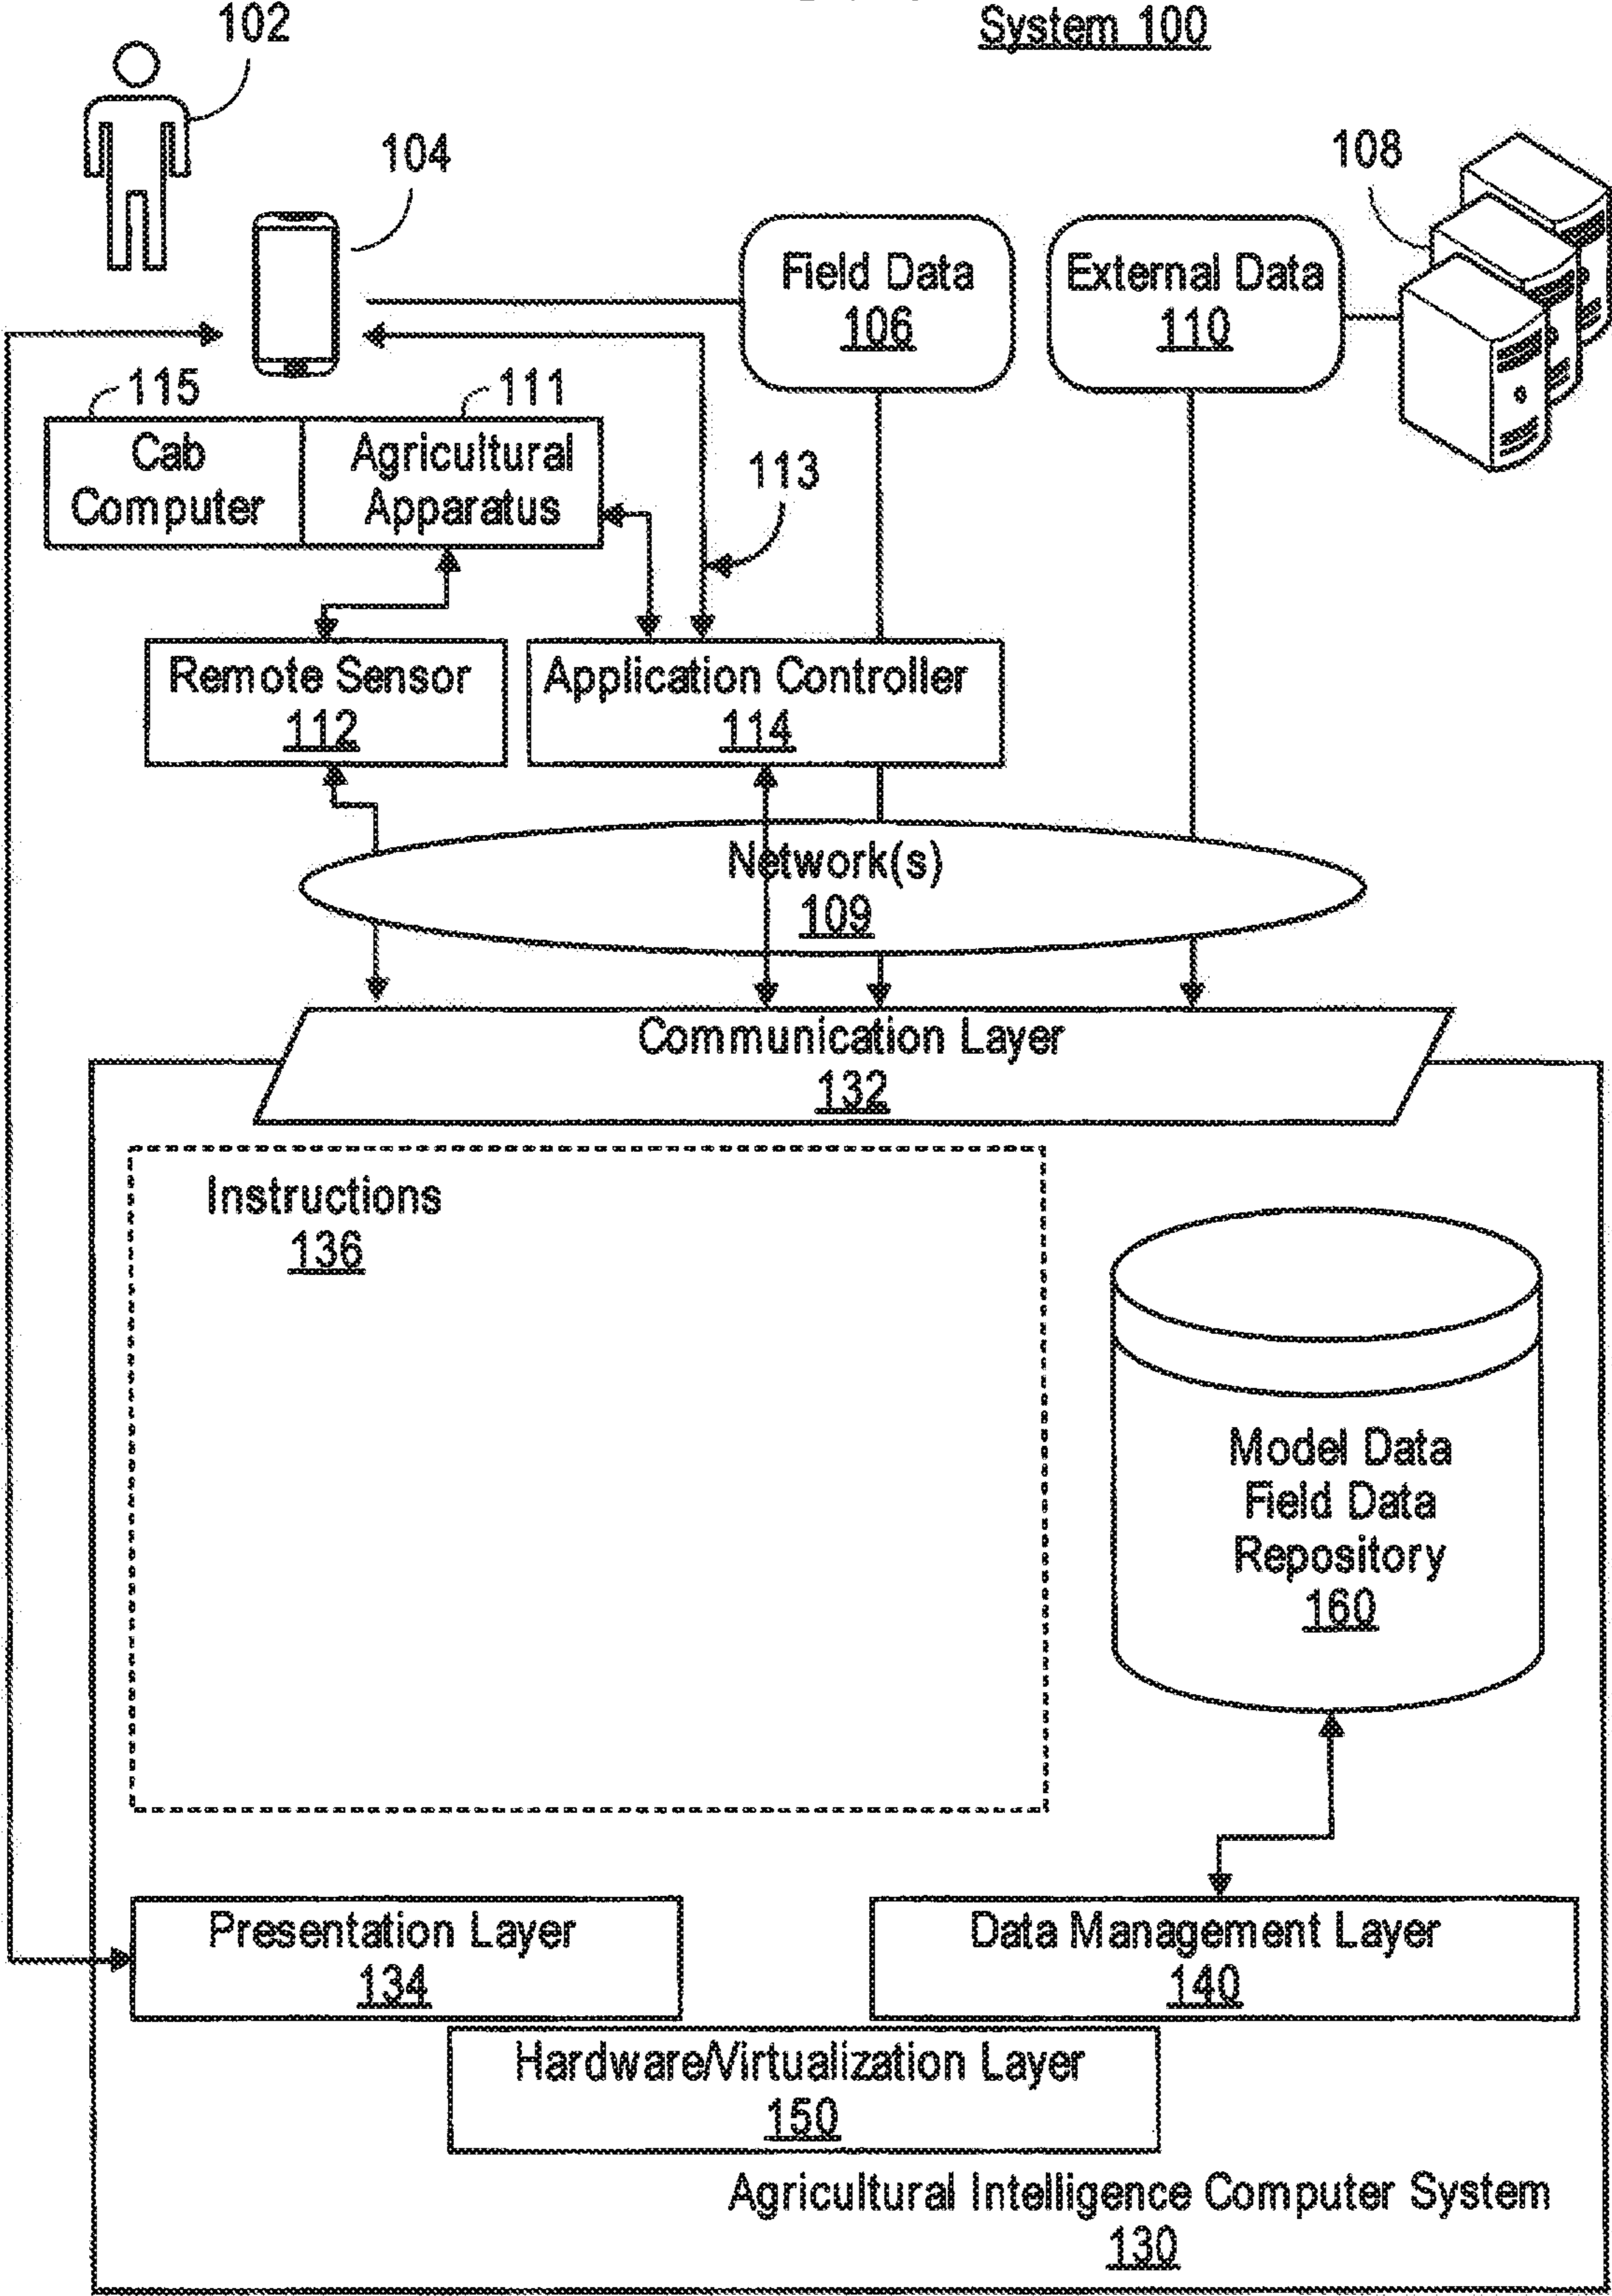 System 100
102
104
108
Field Data
106
External Data
110
115
111
Cab
Computer
Agricultural
Apparatus
113
Remote Sensor
112
Application Controller
114
Network(s)
109
Communication Layer
132
Instructions
136
Model Data
Field Data
Repository
160
Presentation Layer
134
Data Management Layer
140
Hardware/Virtualization Layer
150
Agricultural Intelligence Computer System
130